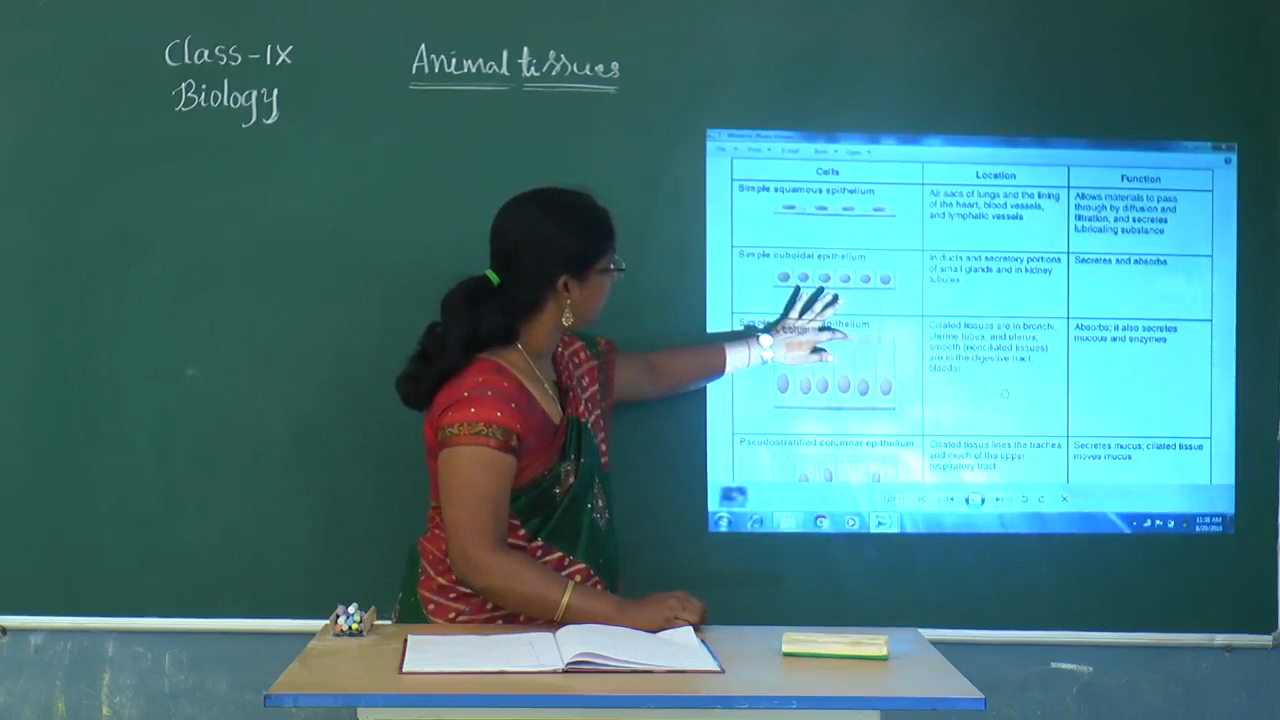 Class-IX
Biology
Animal tissues
Cells
Location
Function
Simple squamous epithelium
Air sacs of lungs and the lining
of the heart, blood vessels,
and lymphatic vessels
Allows materials to pass
through by diffusion and
filtration, and secretes
lubricating substance
Simple cuboidal epithelium
In ducts and secretory portions
of small glands and in kidney
tubules
Secretes and absorbs
epithelium
Ciliated tissues are in bronchi,
uterine tubes, and uterus;
smooth (nonciliated tissues)
are in the digestive tract,
bladder
Absorbs; it also secretes
mucous and enzymes
Pseudostratified columnar epithelium
Ciliated tissue lines the trachea
and much of the upper
respiratory tract
Secretes mucus; ciliated tissue
moves mucus
11:38 AM